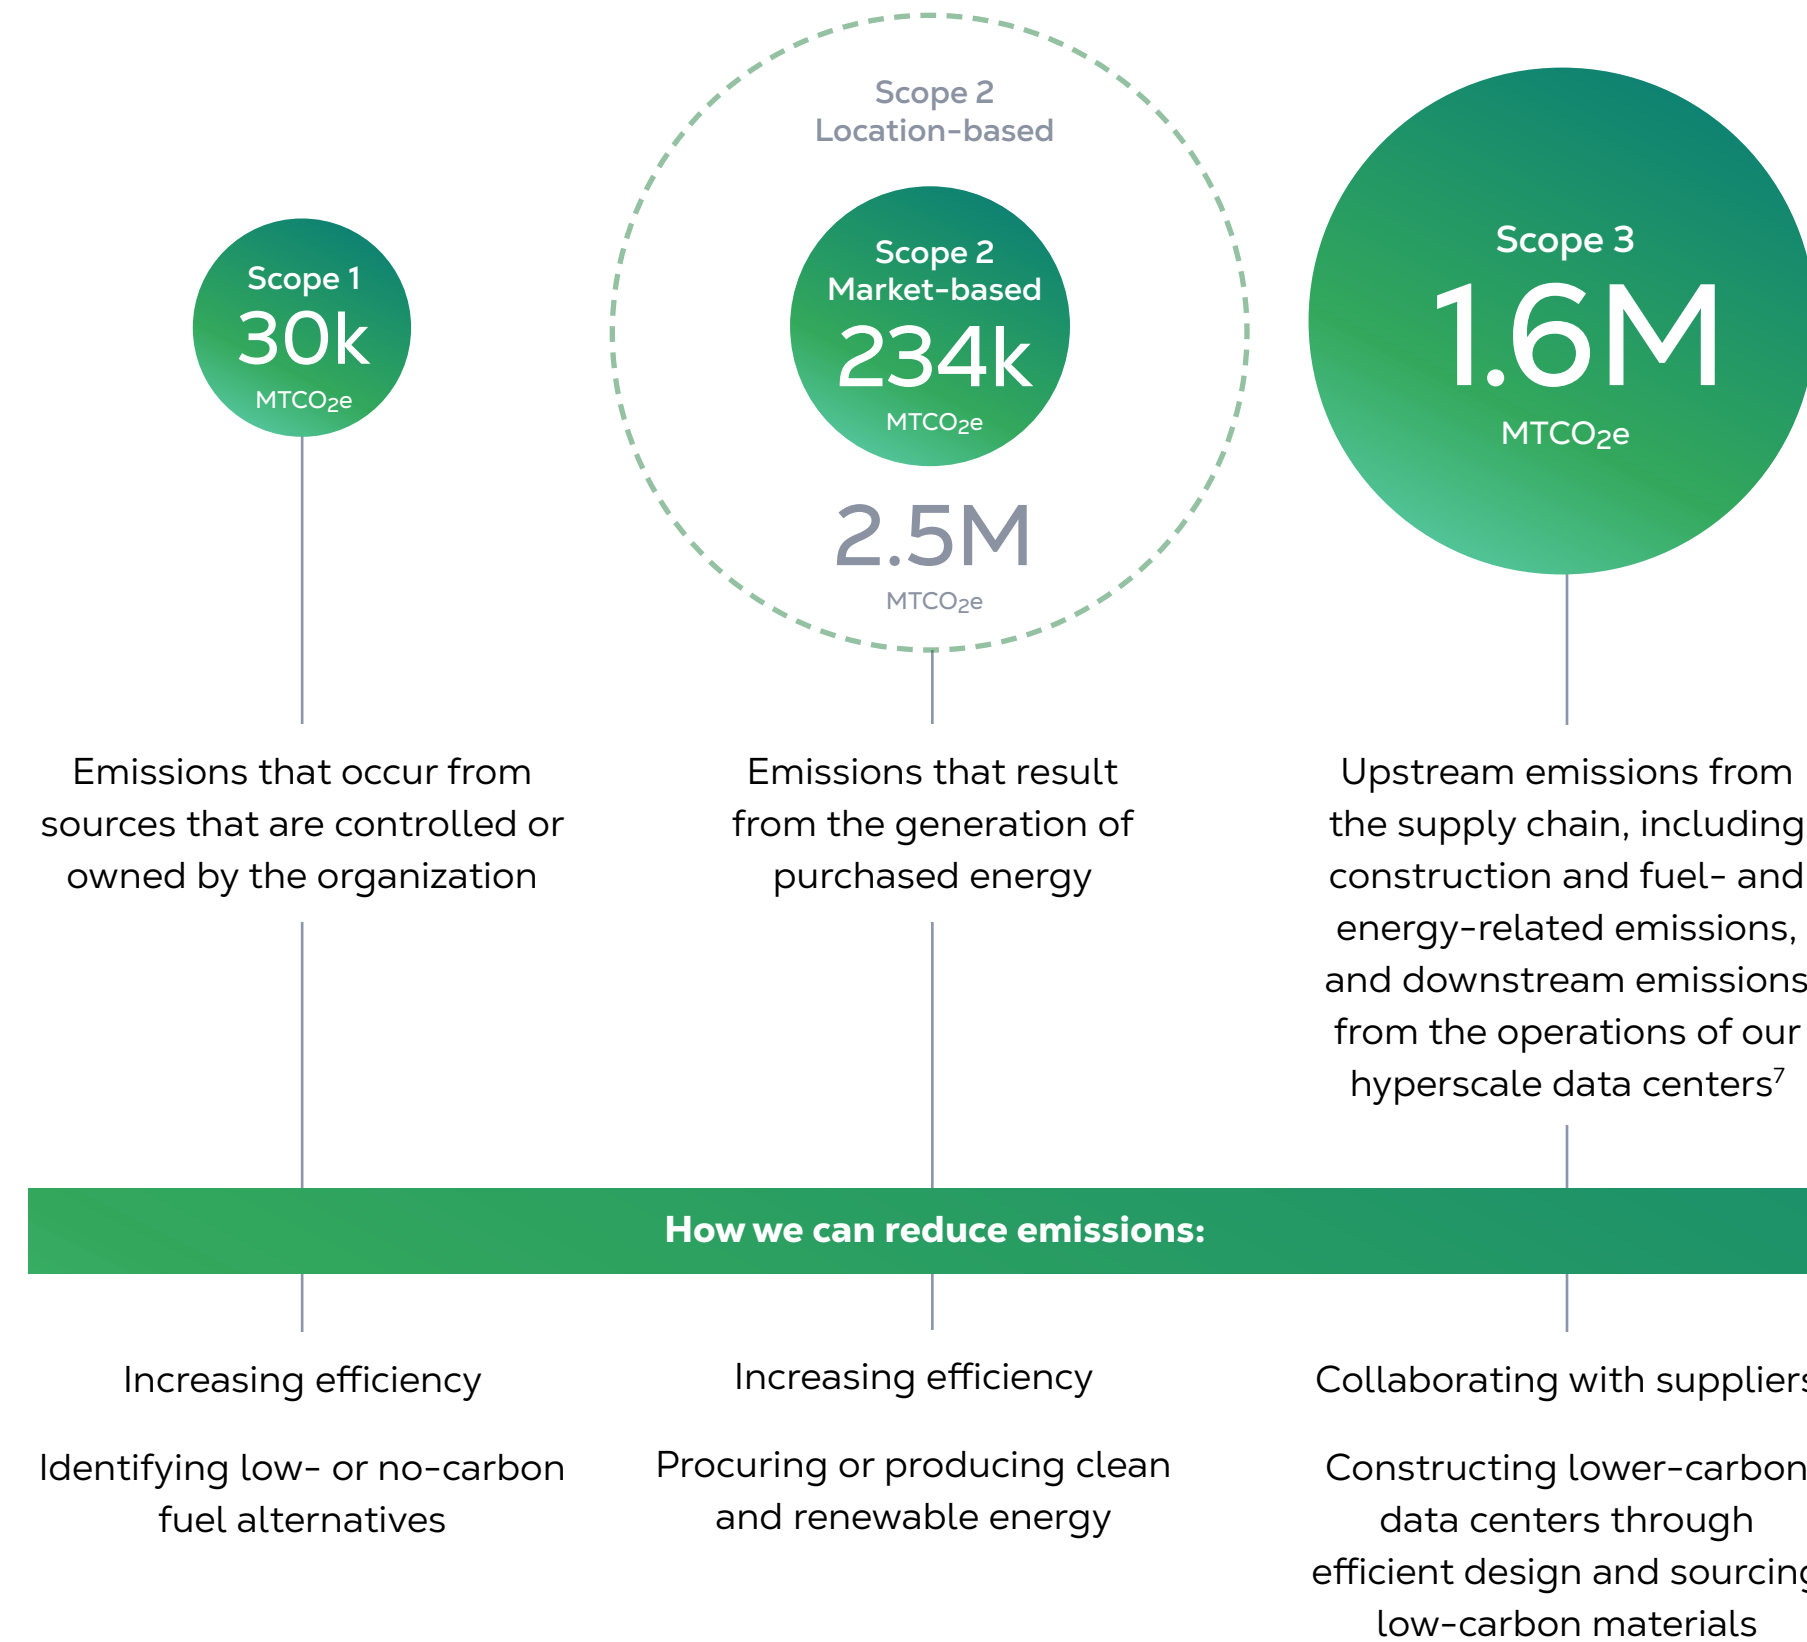 Scope 1
30k
MTCO₂e
Emissions that occur from
sources that are controlled or
owned by the organization
Scope 2
Location-based
Scope 2
Market-based
234k
MTCO₂e
2.5M
MTCO₂e
Emissions that result
from the generation of
purchased energy
Scope 3
1.6M
MTCO₂e
Upstream emissions from
the supply chain, including
construction and fuel- and
energy-related emissions,
and downstream emissions
from the operations of our
hyperscale data centers⁷
How we can reduce emissions:
Increasing efficiency
Identifying low- or no-carbon
fuel alternatives
Increasing efficiency
Procuring or producing clean
and renewable energy
Collaborating with suppliers
Constructing lower-carbon
data centers through
efficient design and sourcing
low-carbon materials